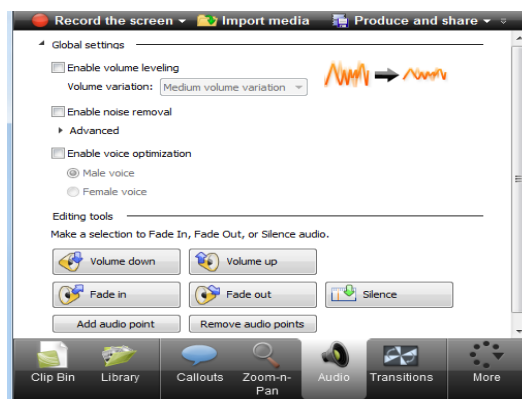 Record the screen Import media Produce and share
Global settings
Enable volume leveling
Volume variation: Medium volume variation
Enable noise removal
Advanced
Enable voice optimization
Male voice
Female voice
Editing tools
Make a selection to Fade In, Fade Out, or Silence audio.
Volume down Volume up
Fade in Fade out Silence
Add audio point Remove audio points
Clip Bin Library Callouts Zoom-n- Audio Transitions More
Pan